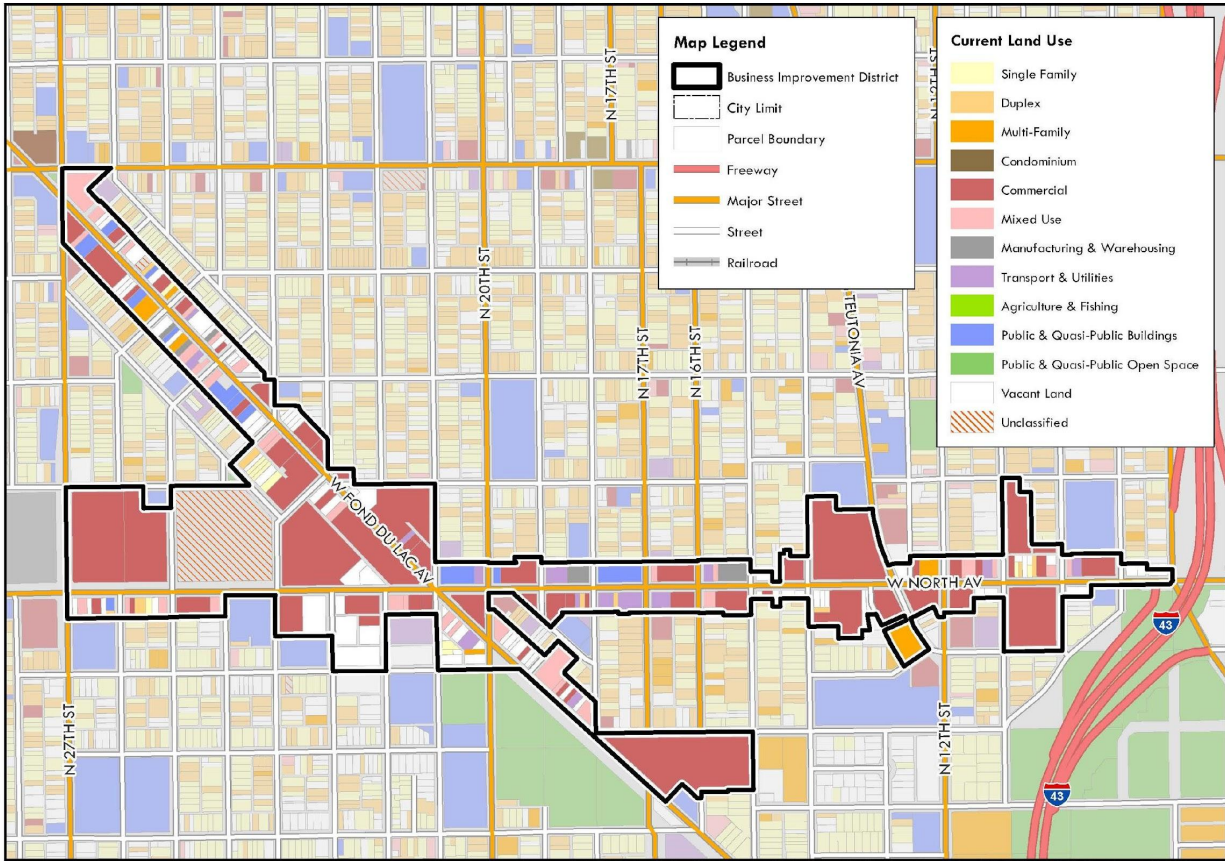 Map Legend
Business Improvement District
City Limit
Parcel Boundary
Freeway
Major Street
Street
Railroad
Current Land Use
Single Family
Duplex
Multi-Family
Condominium
Commercial
Mixed Use
Manufacturing & Warehousing
Transport & Utilities
Agriculture & Fishing
Public & Quasi-Public Buildings
Public & Quasi-Public Open Space
Vacant Land
Unclassified
N 17TH ST
N 12TH ST
N 20TH ST
N 17TH ST
N 16TH ST
TEUTONIA AV
W FOND DU LAC AV
W NORTH AV
N 27TH ST
N 12TH ST
43
43